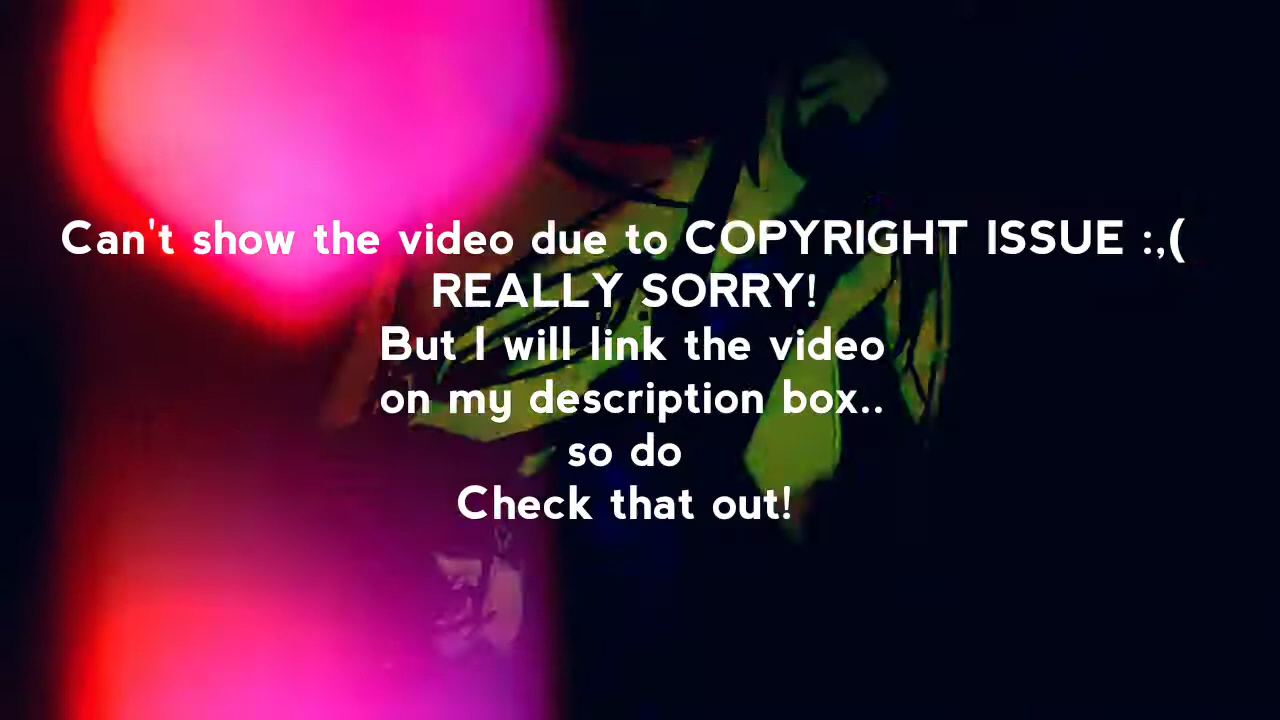 Can't show the video due to COPYRIGHT ISSUE :,(
REALLY SORRY!
But I will link the video
on my description box..
so do
Check that out!